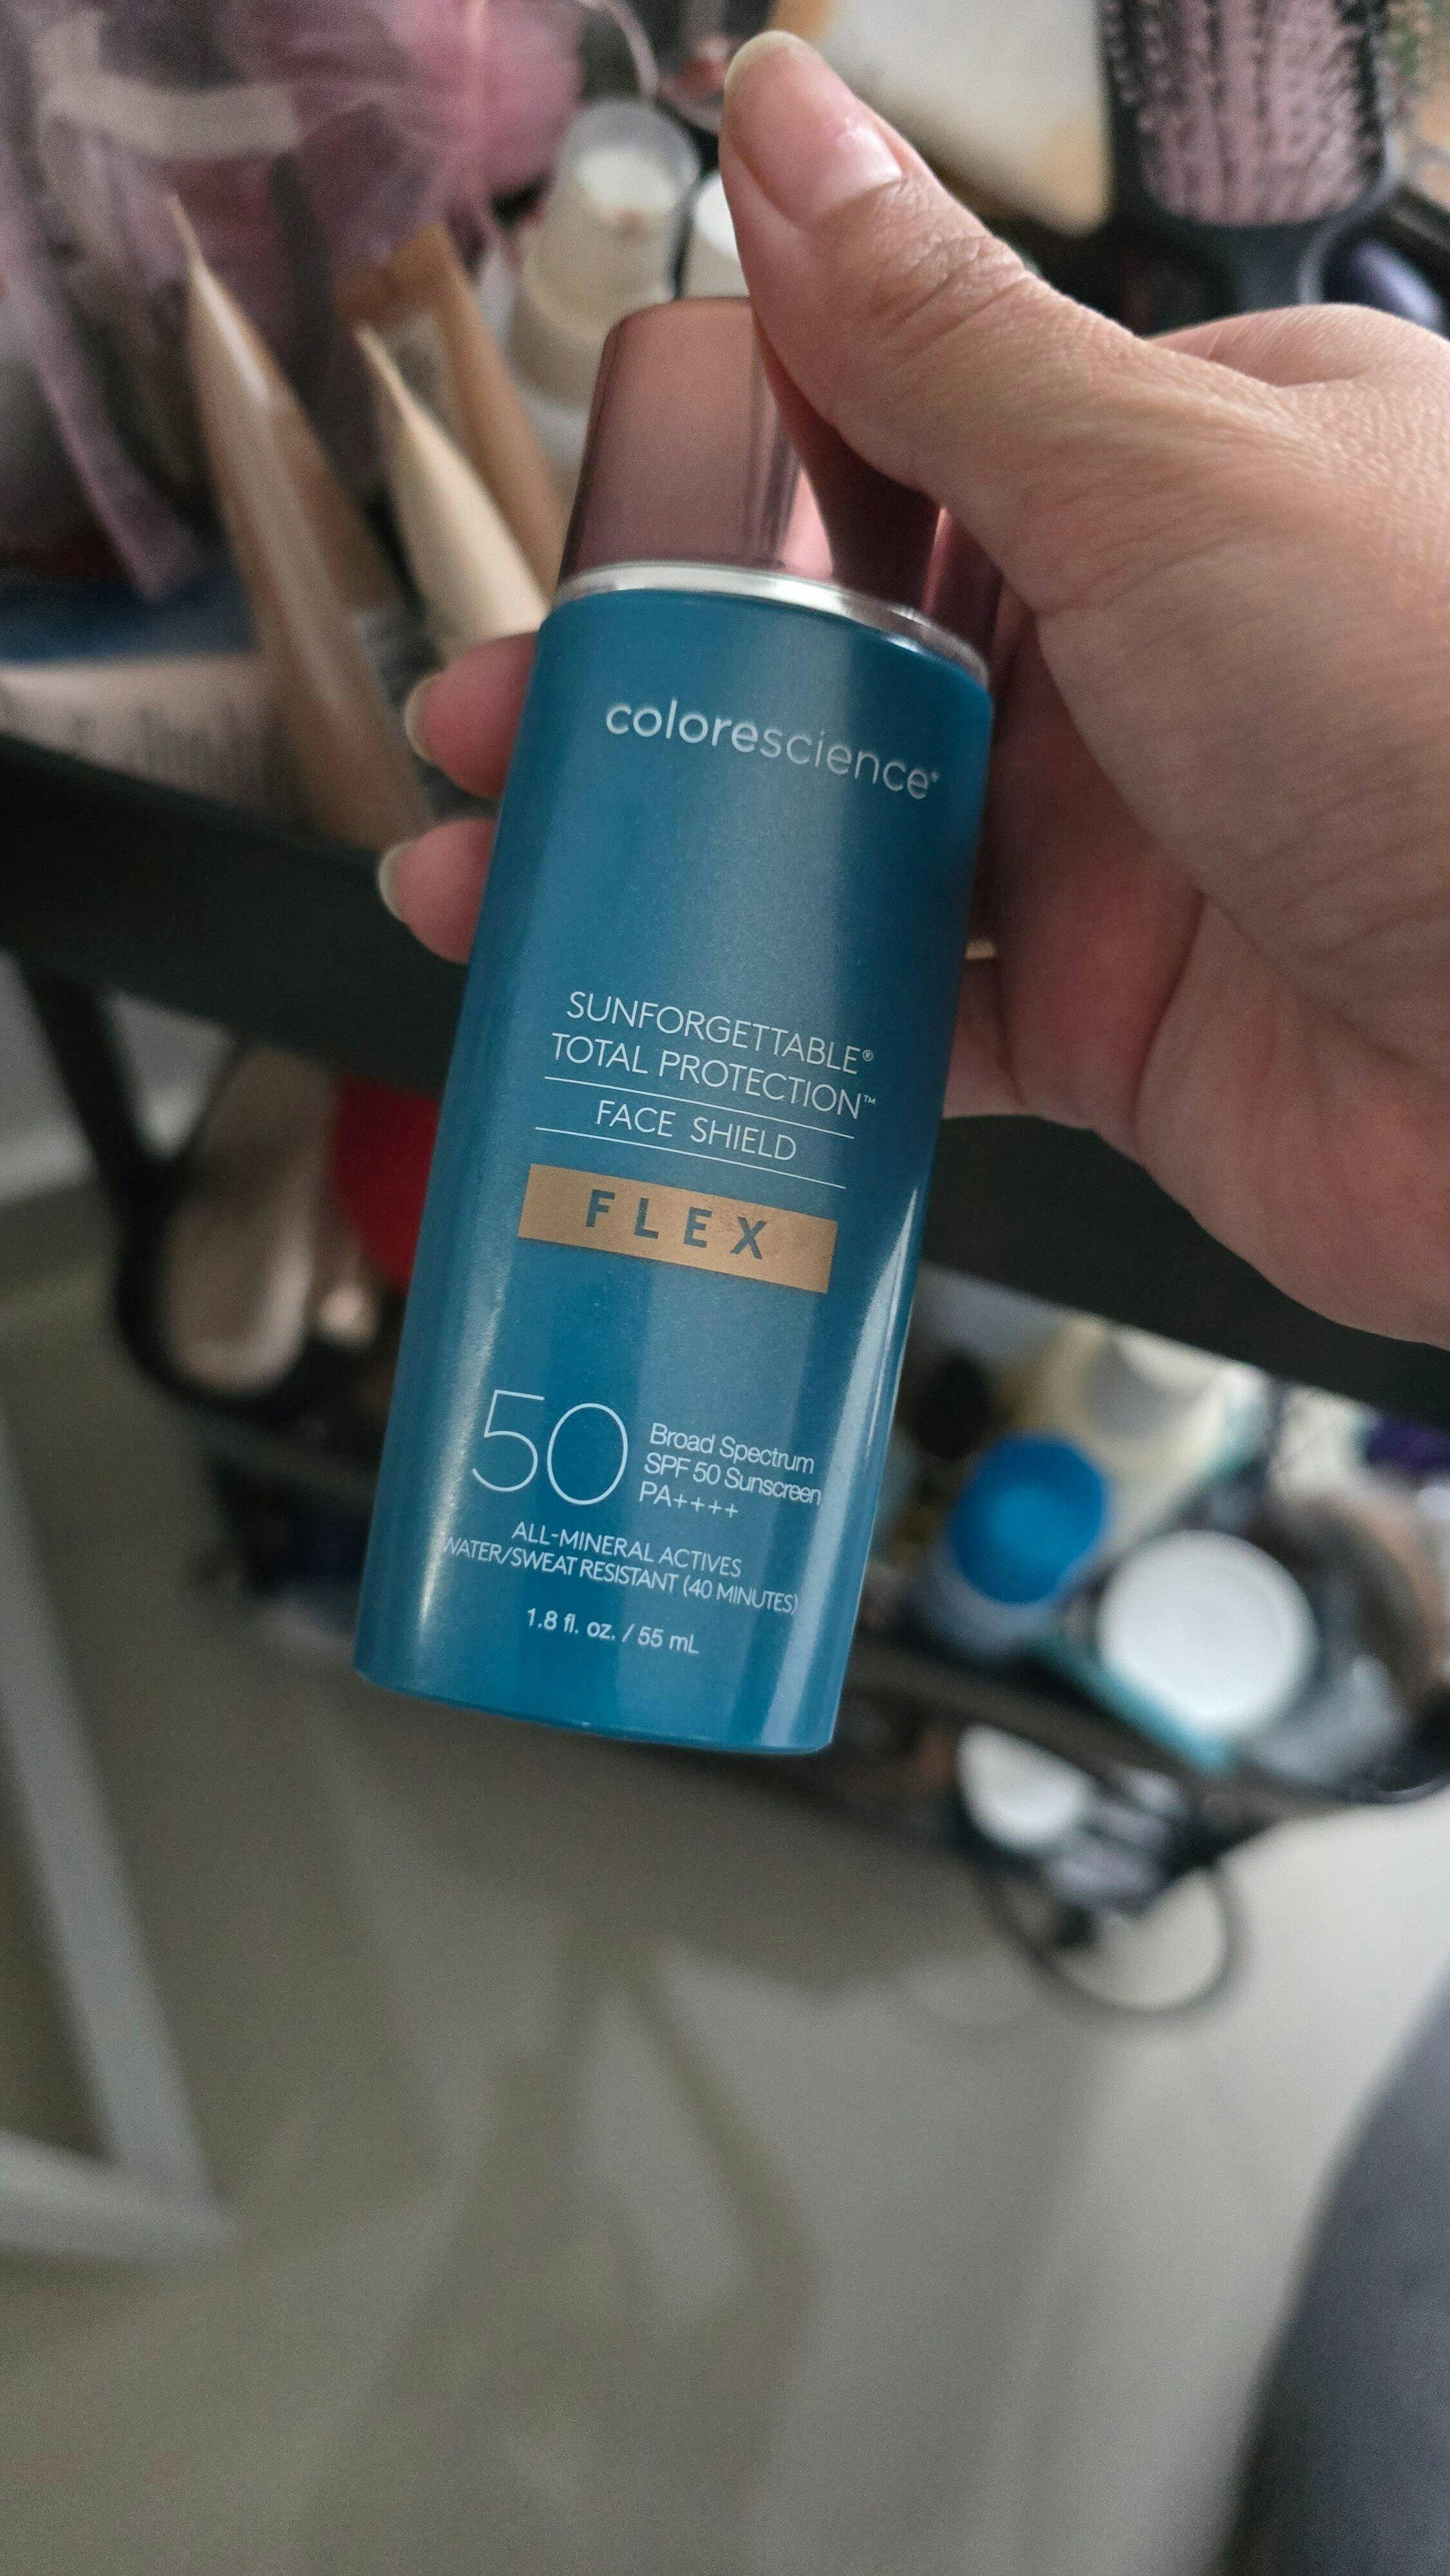 colorescience®
SUNFORGETTABLE®
TOTAL PROTECTION™
FACE SHIELD
FLEX
50
Broad Spectrum
SPF 50 Sunscreen
PA++++
ALL-MINERAL ACTIVES
WATER/SWEAT RESISTANT (40 MINUTES)
1.8 fl. oz. / 55 mL